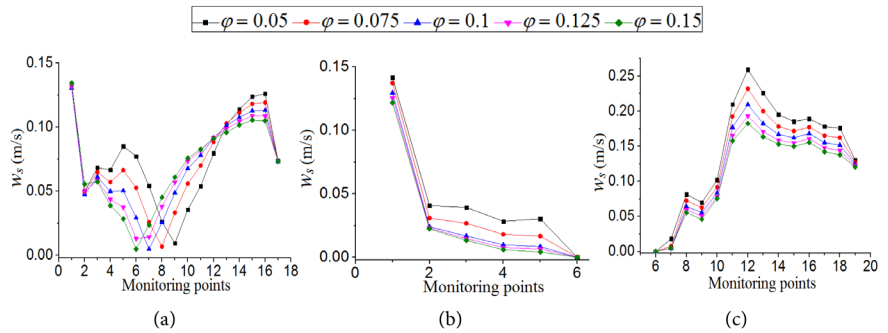 φ = 0.05 φ = 0.075 φ = 0.1 φ = 0.125 φ = 0.15
0.15
0.10
0.05
0.00
w_s (m/s)
0 2 4 6 8 10 12 14 16 18
Monitoring points
(a)
0.15
0.10
0.05
0.00
w_s (m/s)
0 2 4 6
Monitoring points
(b)
0.25
0.20
0.15
0.10
0.05
0.00
w_s (m/s)
4 6 8 10 12 14 16 18 20
Monitoring points
(c)